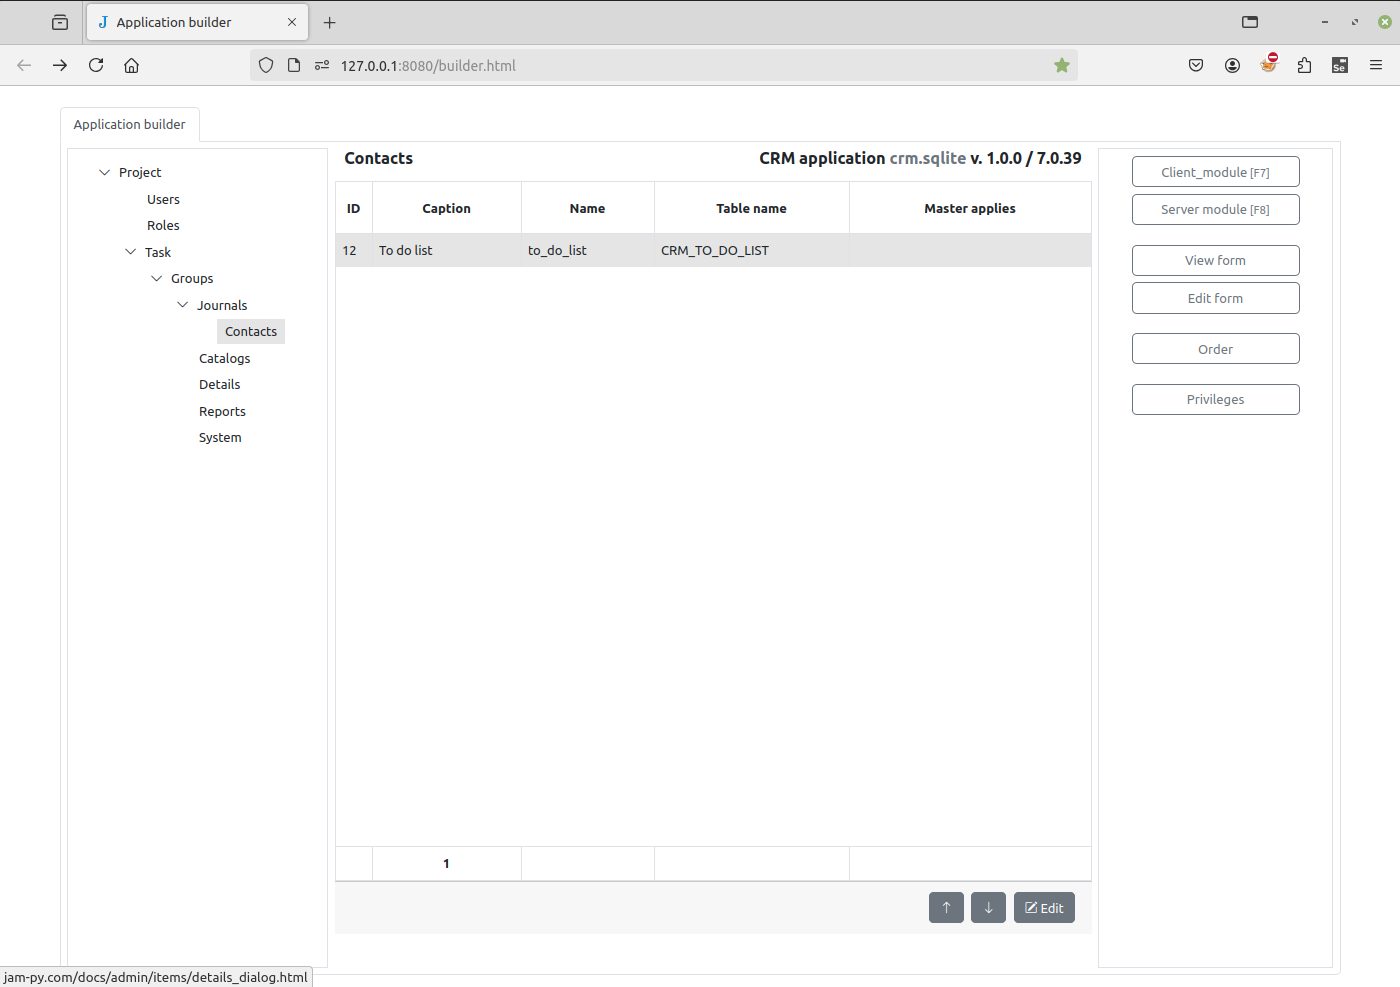 Application builder
127.0.0.1:8080/builder.html
Application builder
Project
Users
Roles
Task
Groups
Journals
Contacts
Catalogs
Details
Reports
System
Contacts
CRM application crm.sqlite v. 1.0.0 / 7.0.39
ID Caption Name Table name Master applies
12 To do list to_do_list CRM_TO_DO_LIST
1
Edit
Client_module [F7]
Server module [F8]
View form
Edit form
Order
Privileges
jam-py.com/docs/admin/items/details_dialog.html